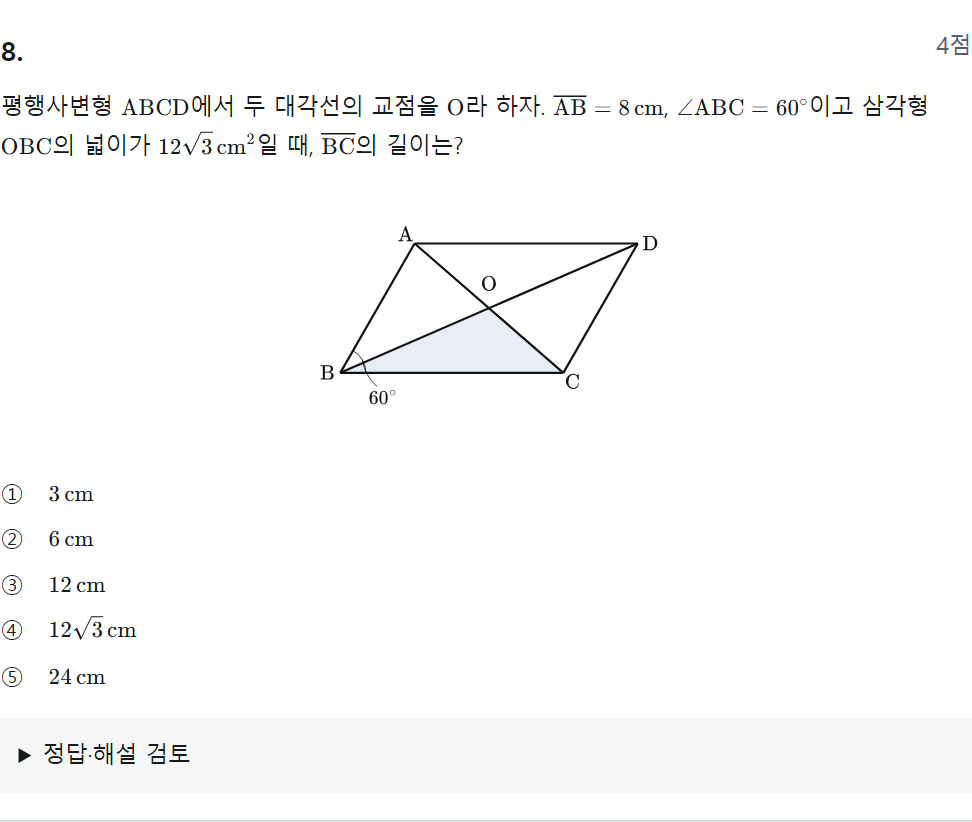 8.
4점
평행사변형 ABCD에서 두 대각선의 교점을 O라 하자. $\overline{AB}$ = 8 cm, ∠ABC = 60°이고 삼각형
OBC의 넓이가 12√3 cm²일 때, $\overline{BC}$의 길이는?
A
D
O
B
C
60°
① 3 cm
② 6 cm
③ 12 cm
④ 12√3 cm
⑤ 24 cm
▶ 정답·해설 검토